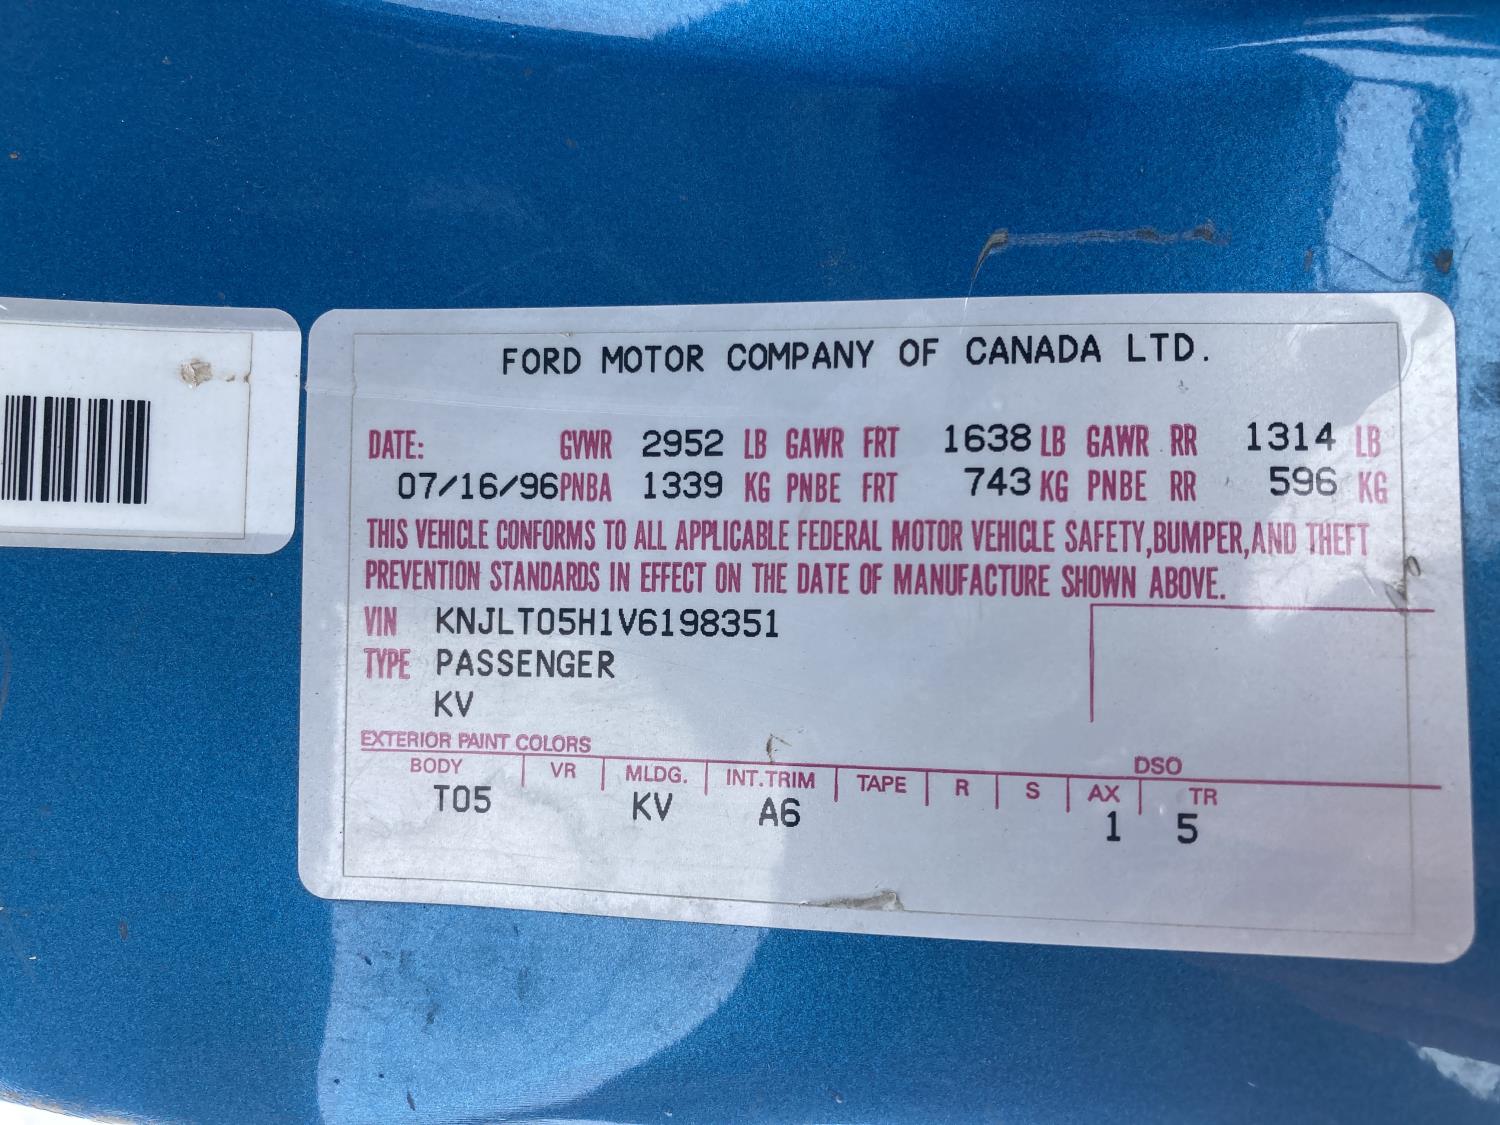 FORD MOTOR COMPANY OF CANADA LTD.
DATE: GVWR 2952 LB GAWR FRT 1638 LB GAWR RR 1314 LB
07/16/96 PNBA 1339 KG PNBE FRT 743 KG PNBE RR 596 KG
THIS VEHICLE CONFORMS TO ALL APPLICABLE FEDERAL MOTOR VEHICLE SAFETY, BUMPER, AND THEFT
PREVENTION STANDARDS IN EFFECT ON THE DATE OF MANUFACTURE SHOWN ABOVE.
VIN KNJLT05H1V6198351
TYPE PASSENGER
KV
EXTERIOR PAINT COLORS DSO
BODY VR MLDG. INT. TRIM TAPE R S AX TR
T05 KV A6 1 5